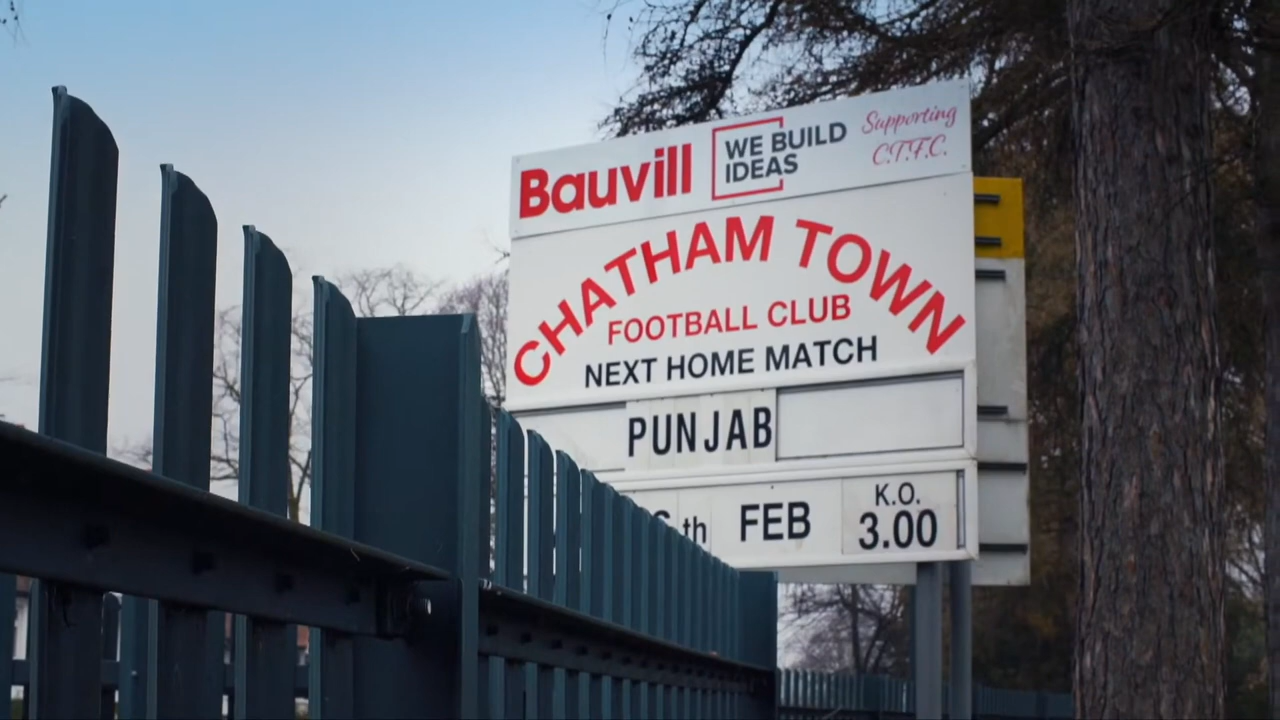 Bauvill
WE BUILD
IDEAS
Supporting
C.T.F.C.
CHATHAM TOWN
FOOTBALL CLUB
NEXT HOME MATCH
PUNJAB
th FEB
K.O.
3.00